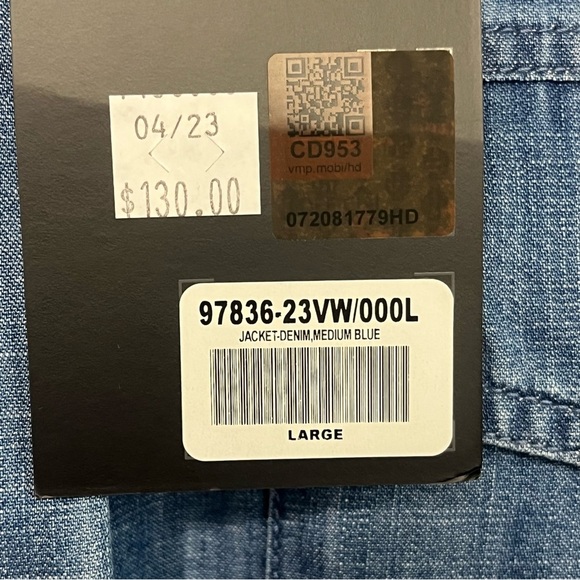 04/23
$130.00
CD953
vmp.mobi/hd
072081779HD
97836-23VW/000L
JACKET-DENIM,MEDIUM BLUE
LARGE